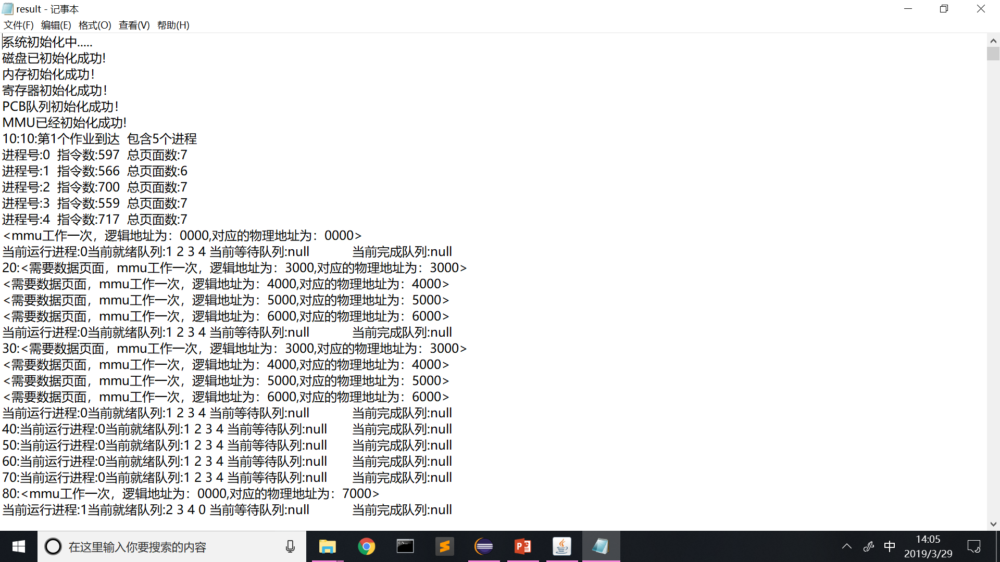 result - 记事本
文件(F) 编辑(E) 格式(O) 查看(V) 帮助(H)
系统初始化中.....
磁盘已初始化成功!
内存初始化成功!
寄存器初始化成功!
PCB队列初始化成功!
MMU已经初始化成功!
10:10:第1个作业到达  包含5个进程
进程号:0  指令数:597  总页面数:7
进程号:1  指令数:566  总页面数:6
进程号:2  指令数:700  总页面数:7
进程号:3  指令数:559  总页面数:7
进程号:4  指令数:717  总页面数:7
<mmu工作一次，逻辑地址为：0000,对应的物理地址为：0000>
当前运行进程:0当前就绪队列:1 2 3 4 当前等待队列:null 当前完成队列:null
20:<需要数据页面，mmu工作一次，逻辑地址为：3000,对应的物理地址为：3000>
<需要数据页面，mmu工作一次，逻辑地址为：4000,对应的物理地址为：4000>
<需要数据页面，mmu工作一次，逻辑地址为：5000,对应的物理地址为：5000>
<需要数据页面，mmu工作一次，逻辑地址为：6000,对应的物理地址为：6000>
当前运行进程:0当前就绪队列:1 2 3 4 当前等待队列:null 当前完成队列:null
30:<需要数据页面，mmu工作一次，逻辑地址为：3000,对应的物理地址为：3000>
<需要数据页面，mmu工作一次，逻辑地址为：4000,对应的物理地址为：4000>
<需要数据页面，mmu工作一次，逻辑地址为：5000,对应的物理地址为：5000>
<需要数据页面，mmu工作一次，逻辑地址为：6000,对应的物理地址为：6000>
当前运行进程:0当前就绪队列:1 2 3 4 当前等待队列:null 当前完成队列:null
40:当前运行进程:0当前就绪队列:1 2 3 4 当前等待队列:null 当前完成队列:null
50:当前运行进程:0当前就绪队列:1 2 3 4 当前等待队列:null 当前完成队列:null
60:当前运行进程:0当前就绪队列:1 2 3 4 当前等待队列:null 当前完成队列:null
70:当前运行进程:0当前就绪队列:1 2 3 4 当前等待队列:null 当前完成队列:null
80:<mmu工作一次，逻辑地址为：0000,对应的物理地址为：7000>
当前运行进程:1当前就绪队列:2 3 4 0 当前等待队列:null 当前完成队列:null
在这里输入你要搜索的内容
中
14:05
2019/3/29